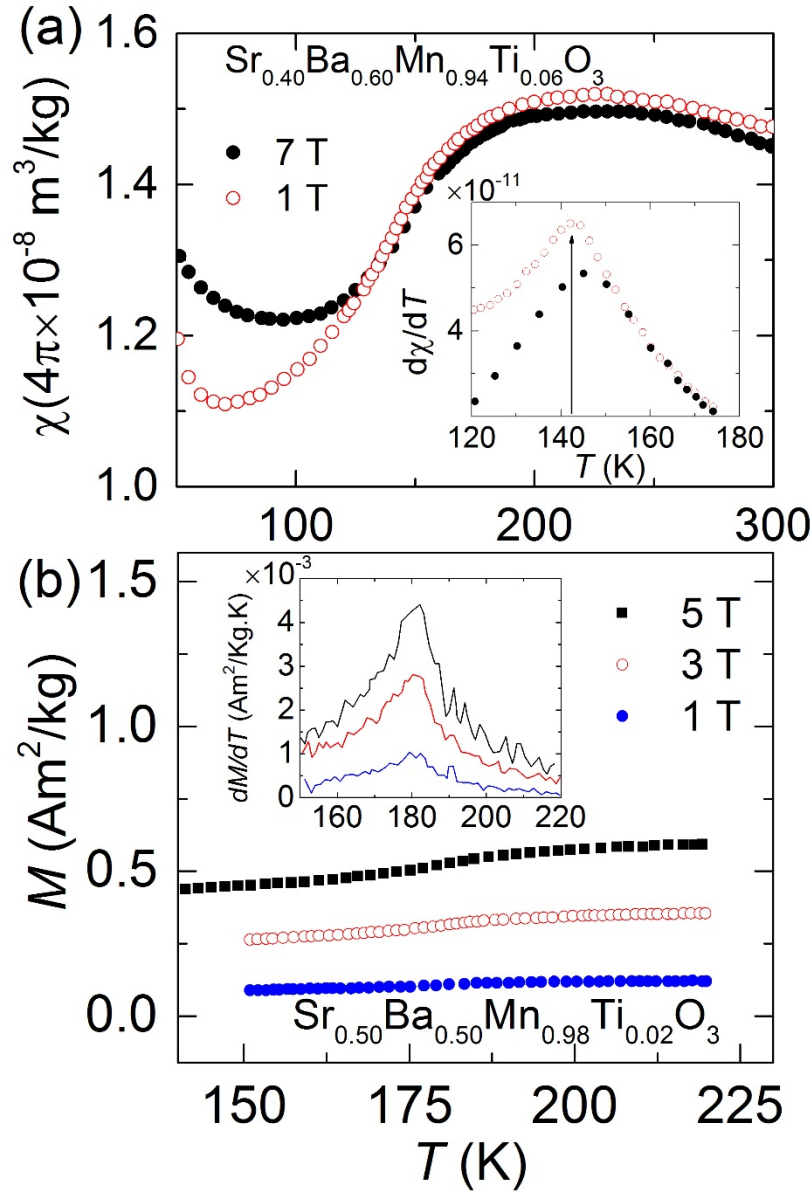 (a)
1.6
1.4
1.2
1.0
χ(4π×10⁻⁸ m³/kg)
Sr₀.₄₀Ba₀.₆₀Mn₀.₉₄Ti₀.₀₆O₃
7 T
1 T
×10⁻¹¹
6
4
dχ/dT
120 140 160 180
T (K)
100 200 300
(b)
1.5
1.0
0.5
0.0
M (Am²/kg)
×10⁻³
4
3
2
1
0
dM/dT (Am²/Kg.K)
160 180 200 220
5 T
3 T
1 T
Sr₀.₅₀Ba₀.₅₀Mn₀.₉₈Ti₀.₀₂O₃
150 175 200 225
T (K)